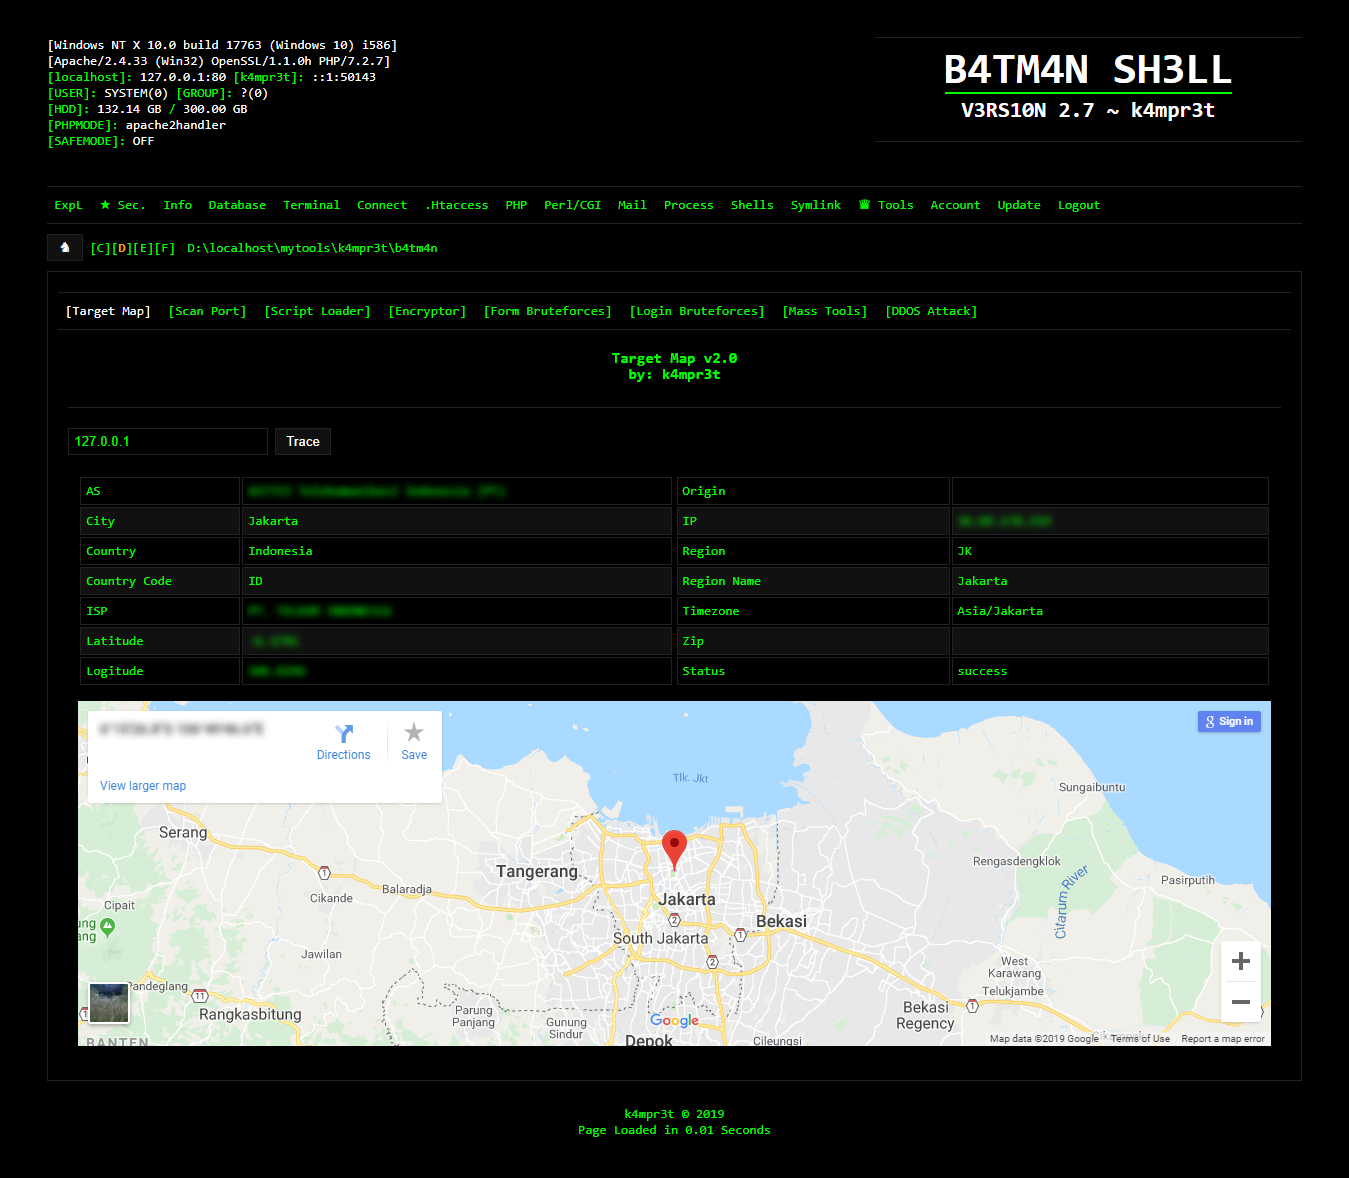 [Windows NT X 10.0 build 17763 (Windows 10) i586]
[Apache/2.4.33 (Win32) OpenSSL/1.1.0h PHP/7.2.7]
[localhost]: 127.0.0.1:80 [k4mpr3t]: ::1:50143
[USER]: SYSTEM(0) [GROUP]: ?(0)
[HDD]: 132.14 GB / 300.00 GB
[PHPMODE]: apache2handler
[SAFEMODE]: OFF
B4TM4N SH3LL
V3RS10N 2.7 ~ k4mpr3t
ExpL ★ Sec. Info Database Terminal Connect .Htaccess PHP Perl/CGI Mail Process Shells Symlink ♛ Tools Account Update Logout
♞ [C][D][E][F] D:\localhost\mytools\k4mpr3t\b4tm4n
[Target Map] [Scan Port] [Script Loader] [Encryptor] [Form Bruteforces] [Login Bruteforces] [Mass Tools] [DDOS Attack]
Target Map v2.0
by: k4mpr3t
127.0.0.1 Trace
AS Origin
City Jakarta IP
Country Indonesia Region JK
Country Code ID Region Name Jakarta
ISP Timezone Asia/Jakarta
Latitude Zip
Logitude Status success
Directions Save
View larger map
Sign in
Tlk. Jkt
Sungaibuntu
Serang
Tangerang
Rengasdengklok
Pasirputih
Citarum River
Balaradja
Cikande
Cipait
Jakarta
Bekasi
South Jakarta
1
1
2
2
ung
ang
Jawilan
West
Karawang
Telukjambe
Pandeglang
11
1
Rangkasbitung
Parung
Panjang
Gunung
Sindur
Google
Bekasi
Regency
Depok
Cileungsi
BANTEN
Map data ©2019 Google Terms of Use Report a map error
k4mpr3t © 2019
Page Loaded in 0.01 Seconds